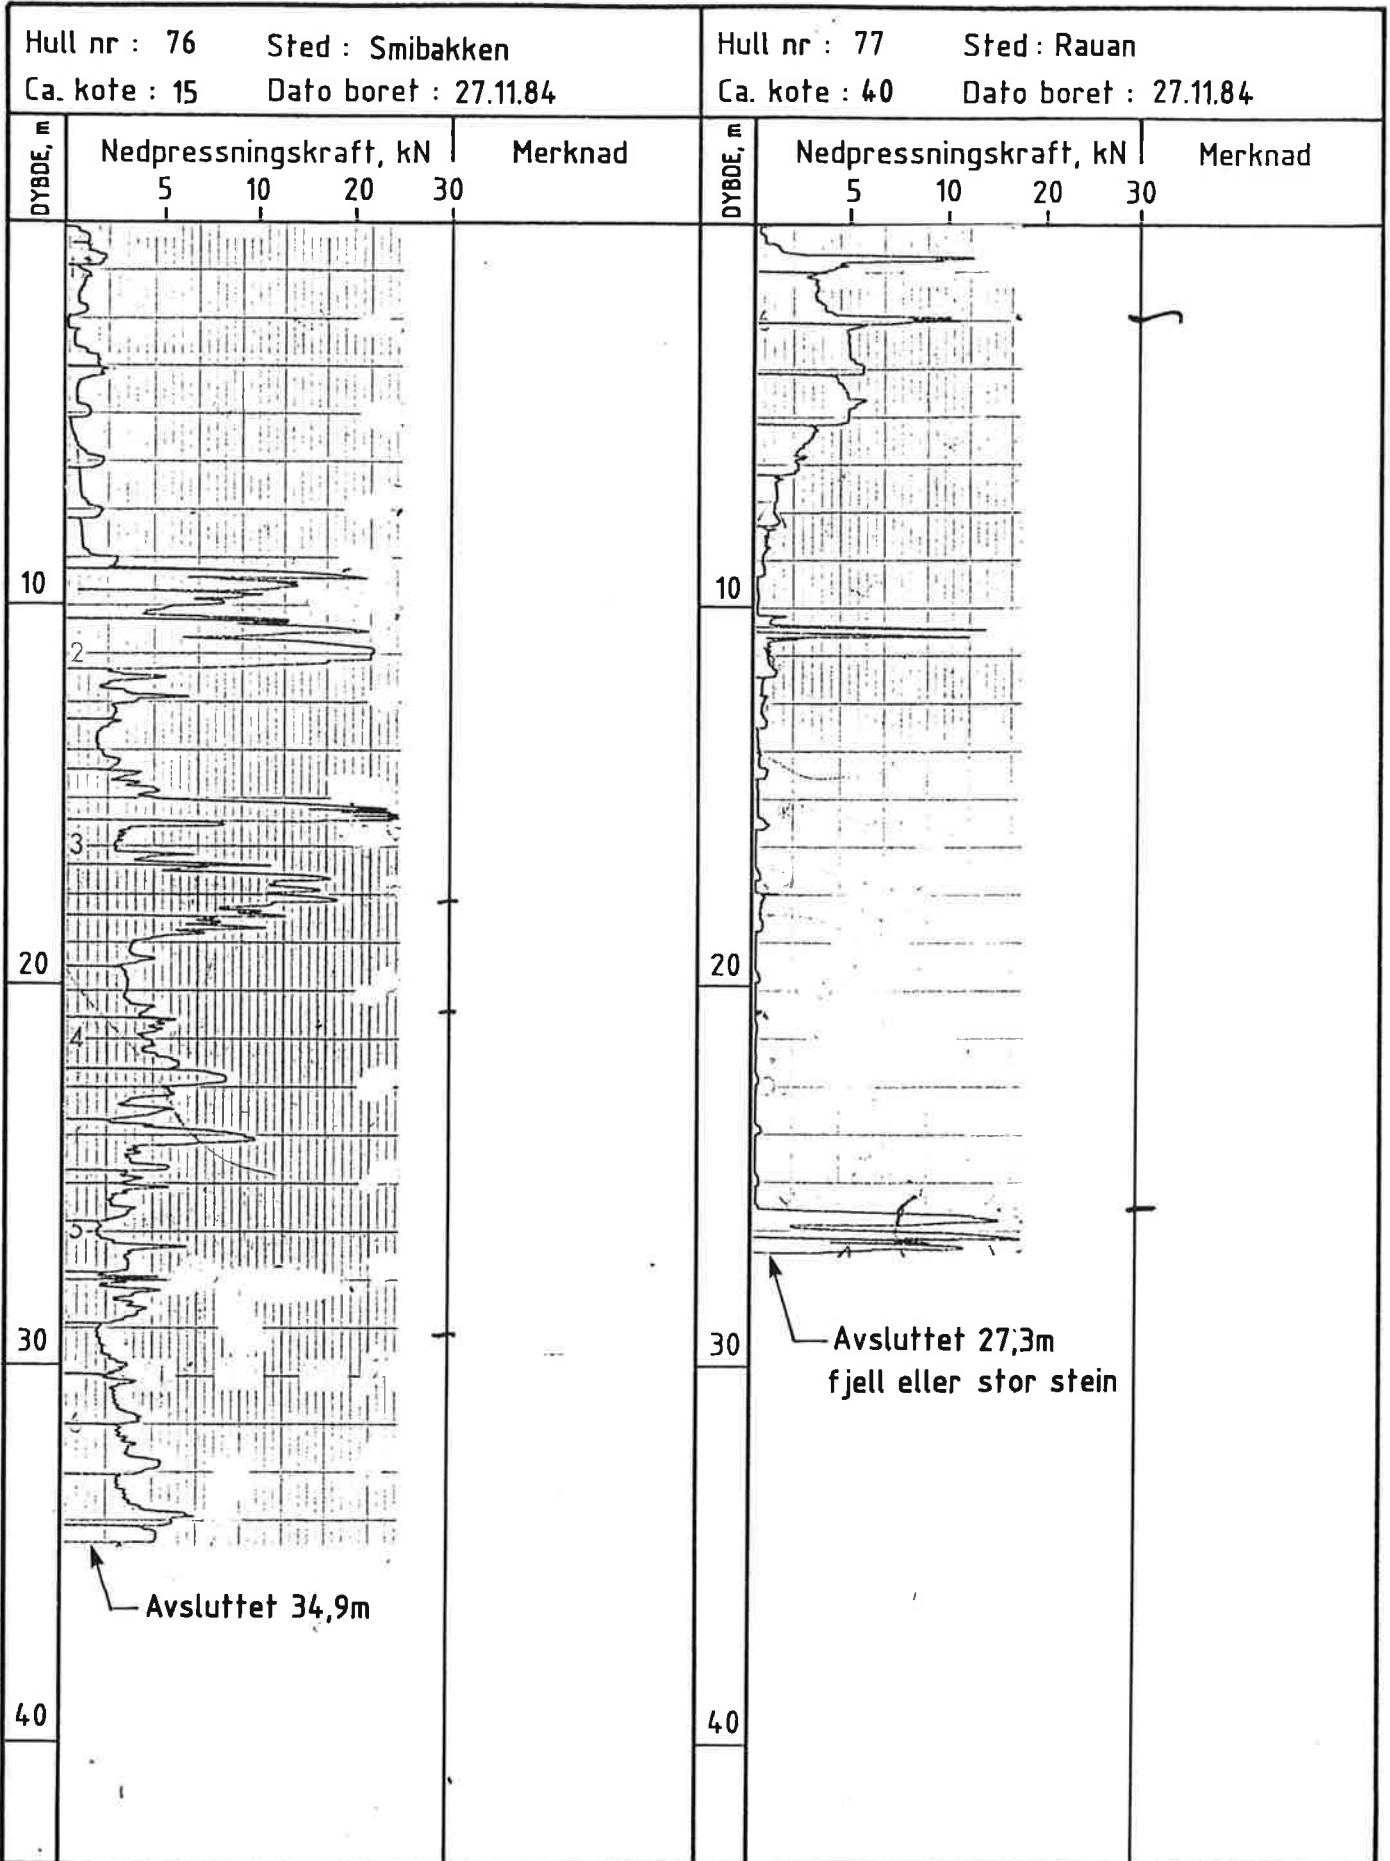 Hull nr : 76 Sted : Smibakken
Ca. kote : 15 Dato boret : 27.11.84
DYBDE, m
Nedpressningskraft, kN
Merknad
5 10 20 30
10
2
3
20
4
5
30
Avsluttet 34,9m
40
Hull nr : 77 Sted : Rauan
Ca. kote : 40 Dato boret : 27.11.84
DYBDE, m
Nedpressningskraft, kN
Merknad
5 10 20 30
10
20
30
Avsluttet 27,3m
fjell eller stor stein
40